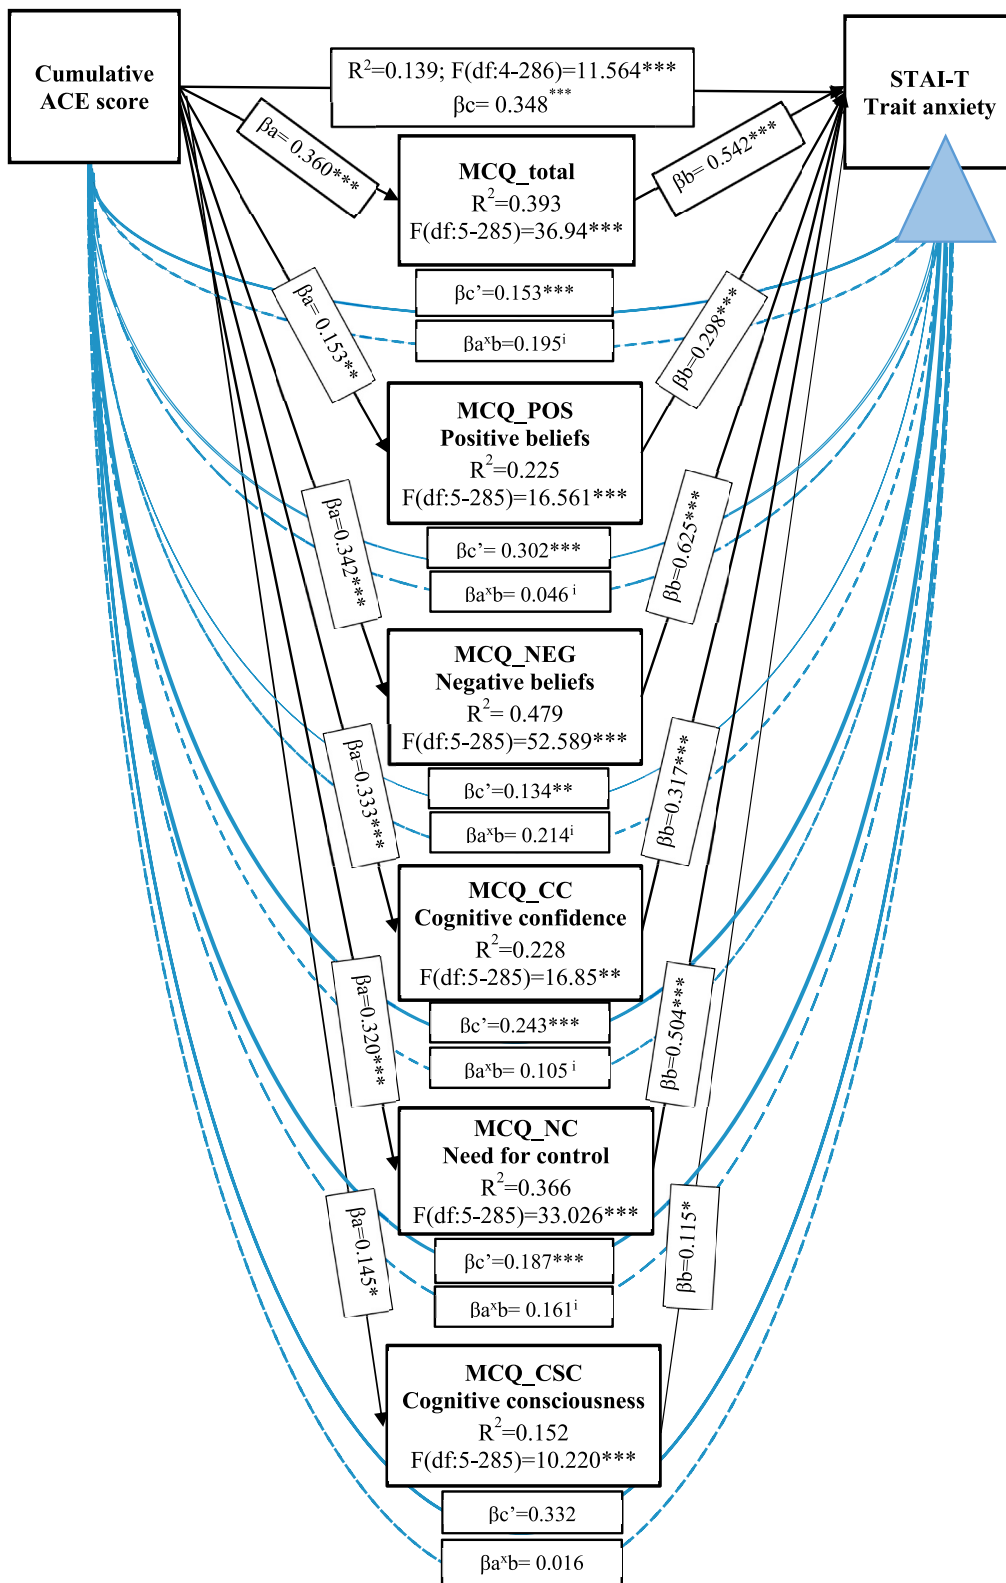 Cumulative
ACE score
R²=0.139; F(df:4-286)=11.564***
βc= 0.348***
STAI-T
Trait anxiety
βa= 0.360***
βb= 0.542***
MCQ_total
R²=0.393
F(df:5-285)=36.94***
βc’=0.153***
βaˣb=0.195ⁱ
βa= 0.153**
βb=0.298***
MCQ_POS
Positive beliefs
R²=0.225
F(df:5-285)=16.561***
βc’= 0.302***
βaˣb= 0.046ⁱ
βa=0.342***
βb=0.625***
MCQ_NEG
Negative beliefs
R²= 0.479
F(df:5-285)=52.589***
βc’=0.134**
βaˣb= 0.214ⁱ
βa=0.333***
βb=0.317***
MCQ_CC
Cognitive confidence
R²=0.228
F(df:5-285)=16.85**
βc’=0.243***
βaˣb= 0.105ⁱ
βa=0.320***
βb=0.504***
MCQ_NC
Need for control
R²=0.366
F(df:5-285)=33.026***
βc’=0.187***
βaˣb= 0.161ⁱ
βa=0.145*
βb=0.115*
MCQ_CSC
Cognitive consciousness
R²=0.152
F(df:5-285)=10.220***
βc’=0.332
βaˣb= 0.016